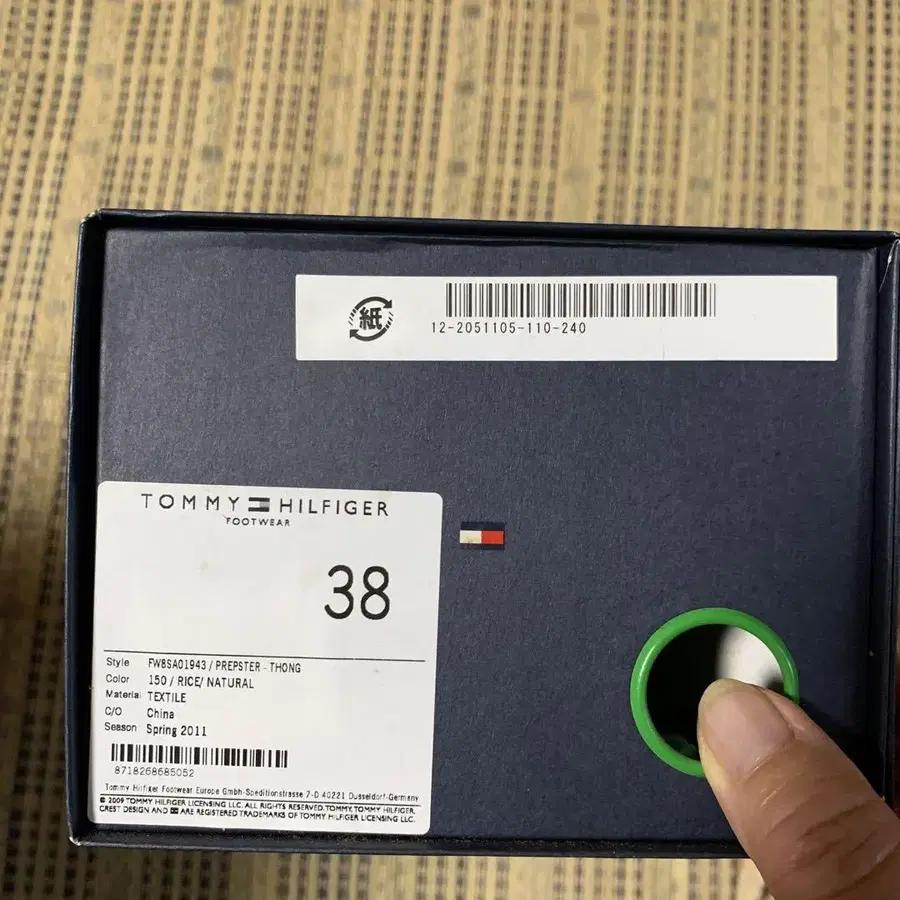 紙
12-2051105-110-240
TOMMY HILFIGER
FOOTWEAR
38
Style FW8SA01943 / PREPSTER - THONG
Color 150 / RICE/ NATURAL
Material TEXTILE
C/O China
Season Spring 2011
8718268685052
Tommy Hilfiger Footwear Europe Gmbh-Speditionstrasse 7-D 40221 Dusseldorf-Germany
© 2009 TOMMY HILFIGER LICENSING LLC. ALL RIGHTS RESERVED. TOMMY, TOMMY HILFIGER,
CREST DESIGN AND ARE REGISTERED TRADEMARKS OF TOMMY HILFIGER LICENSING LLC.